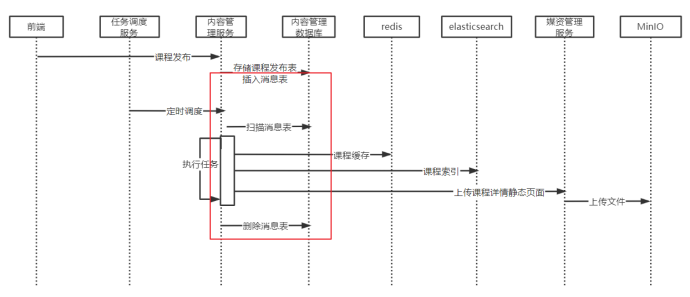 前端
任务调度
服务
内容管
理服务
内容管理
数据库
redis
elasticsearch
媒资管理
服务
MinIO
课程发布
存储课程发布表
插入消息表
定时调度
扫描消息表
执行任务
课程缓存
课程索引
上传课程详情静态页面
上传文件
删除消息表